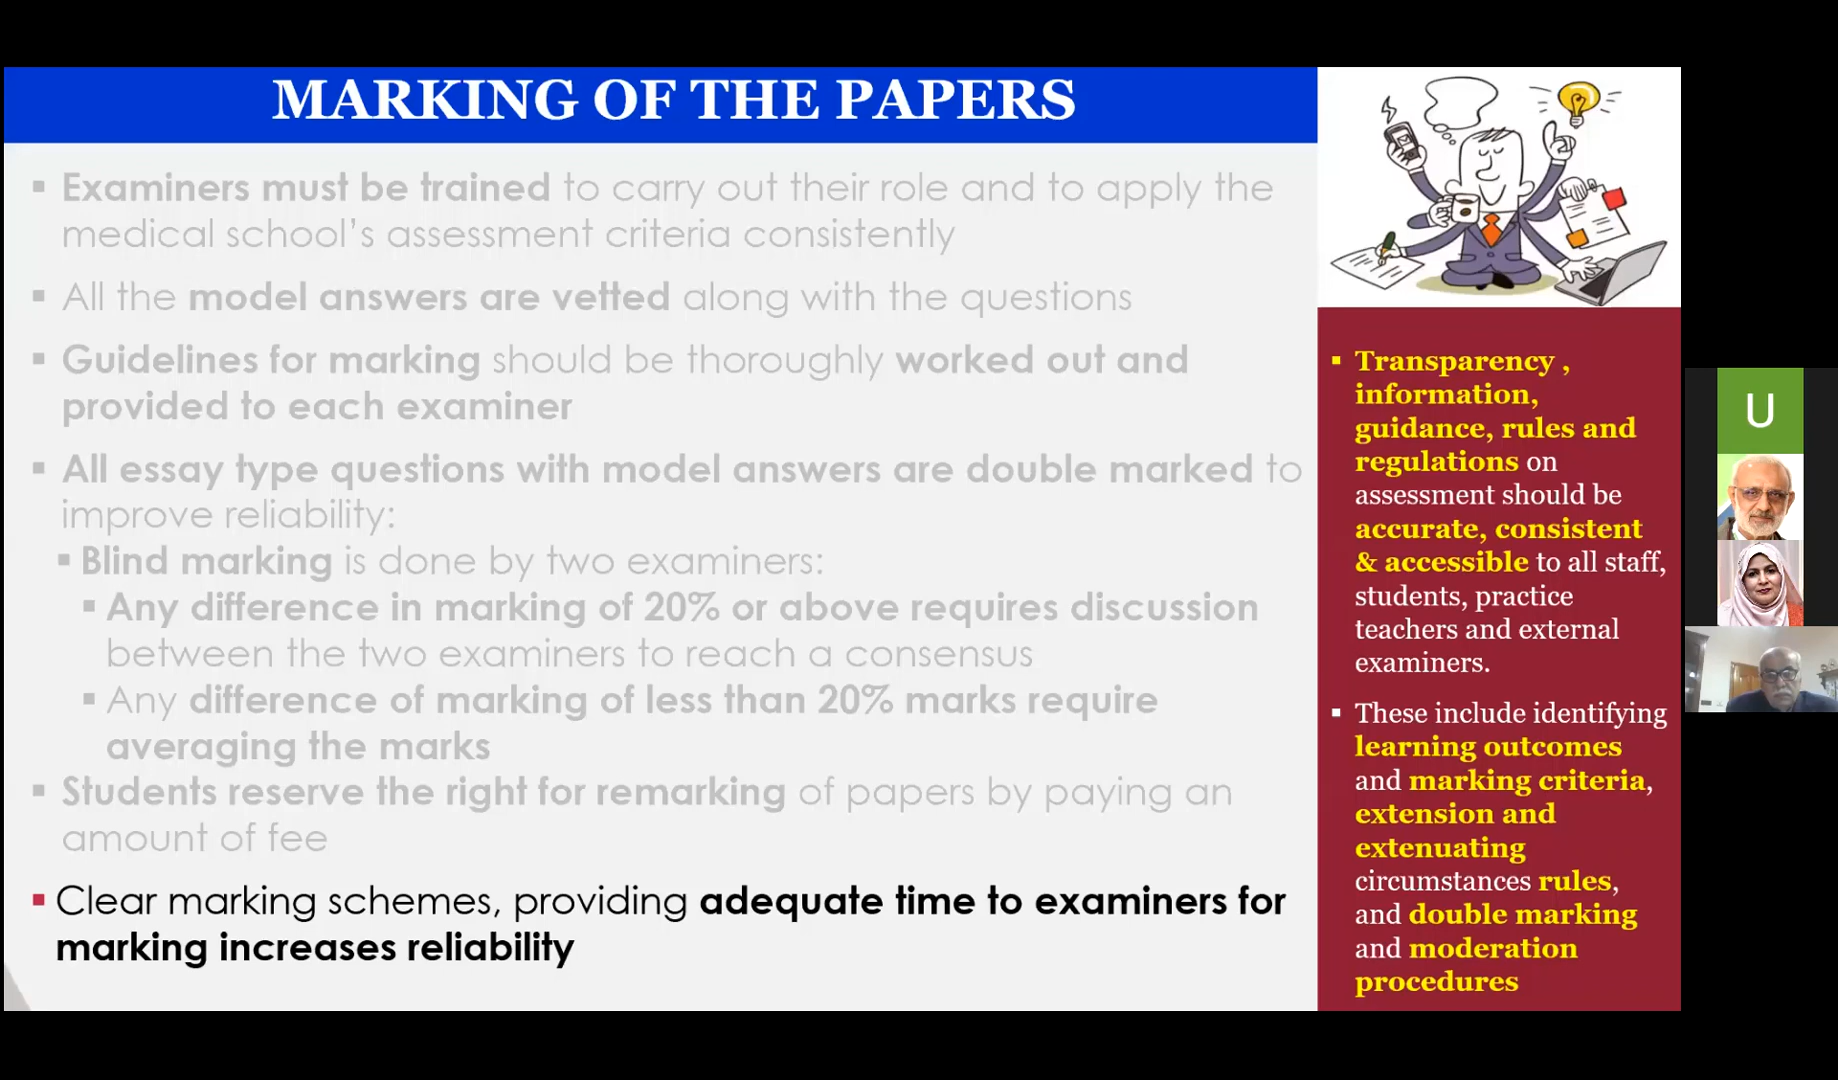 MARKING OF THE PAPERS
▪ Examiners must be trained to carry out their role and to apply the
medical school’s assessment criteria consistently
▪ All the model answers are vetted along with the questions
▪ Guidelines for marking should be thoroughly worked out and
provided to each examiner
▪ All essay type questions with model answers are double marked to
improve reliability:
▪ Blind marking is done by two examiners:
▪ Any difference in marking of 20% or above requires discussion
between the two examiners to reach a consensus
▪ Any difference of marking of less than 20% marks require
averaging the marks
▪ Students reserve the right for remarking of papers by paying an
amount of fee
▪ Clear marking schemes, providing adequate time to examiners for
marking increases reliability
▪ Transparency ,
information,
guidance, rules and
regulations on
assessment should be
accurate, consistent
& accessible to all staff,
students, practice
teachers and external
examiners.
▪ These include identifying
learning outcomes
and marking criteria,
extension and
extenuating
circumstances rules,
and double marking
and moderation
procedures
U